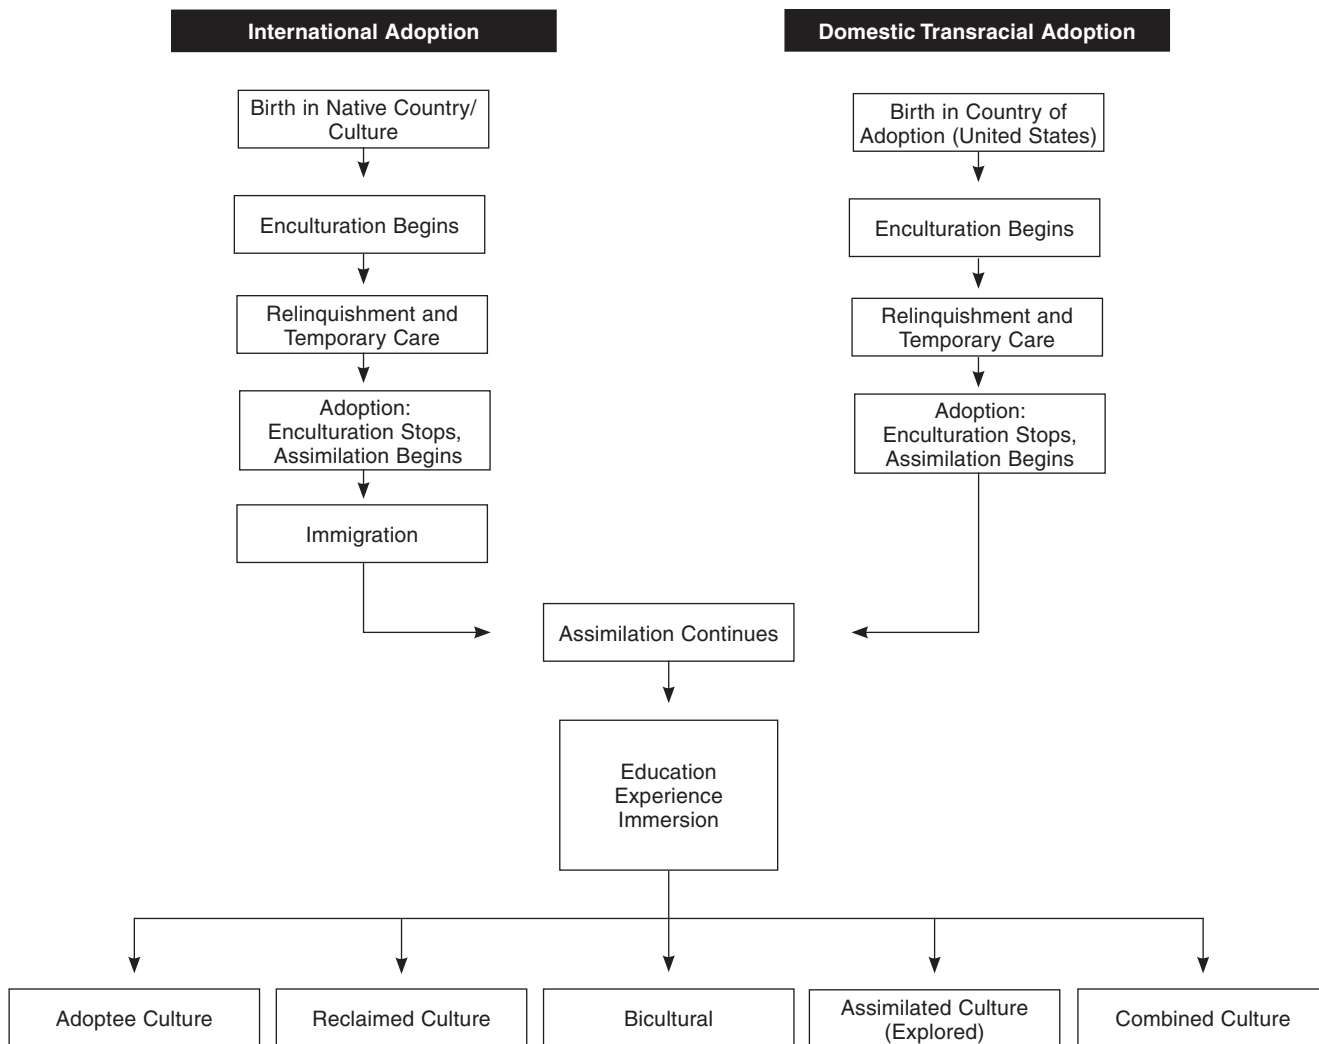 International Adoption
Domestic Transracial Adoption
Birth in Native Country/
Culture
Birth in Country of
Adoption (United States)
Enculturation Begins
Enculturation Begins
Relinquishment and
Temporary Care
Relinquishment and
Temporary Care
Adoption:
Enculturation Stops,
Assimilation Begins
Adoption:
Enculturation Stops,
Assimilation Begins
Immigration
Assimilation Continues
Education
Experience
Immersion
Adoptee Culture
Reclaimed Culture
Bicultural
Assimilated Culture
(Explored)
Combined Culture